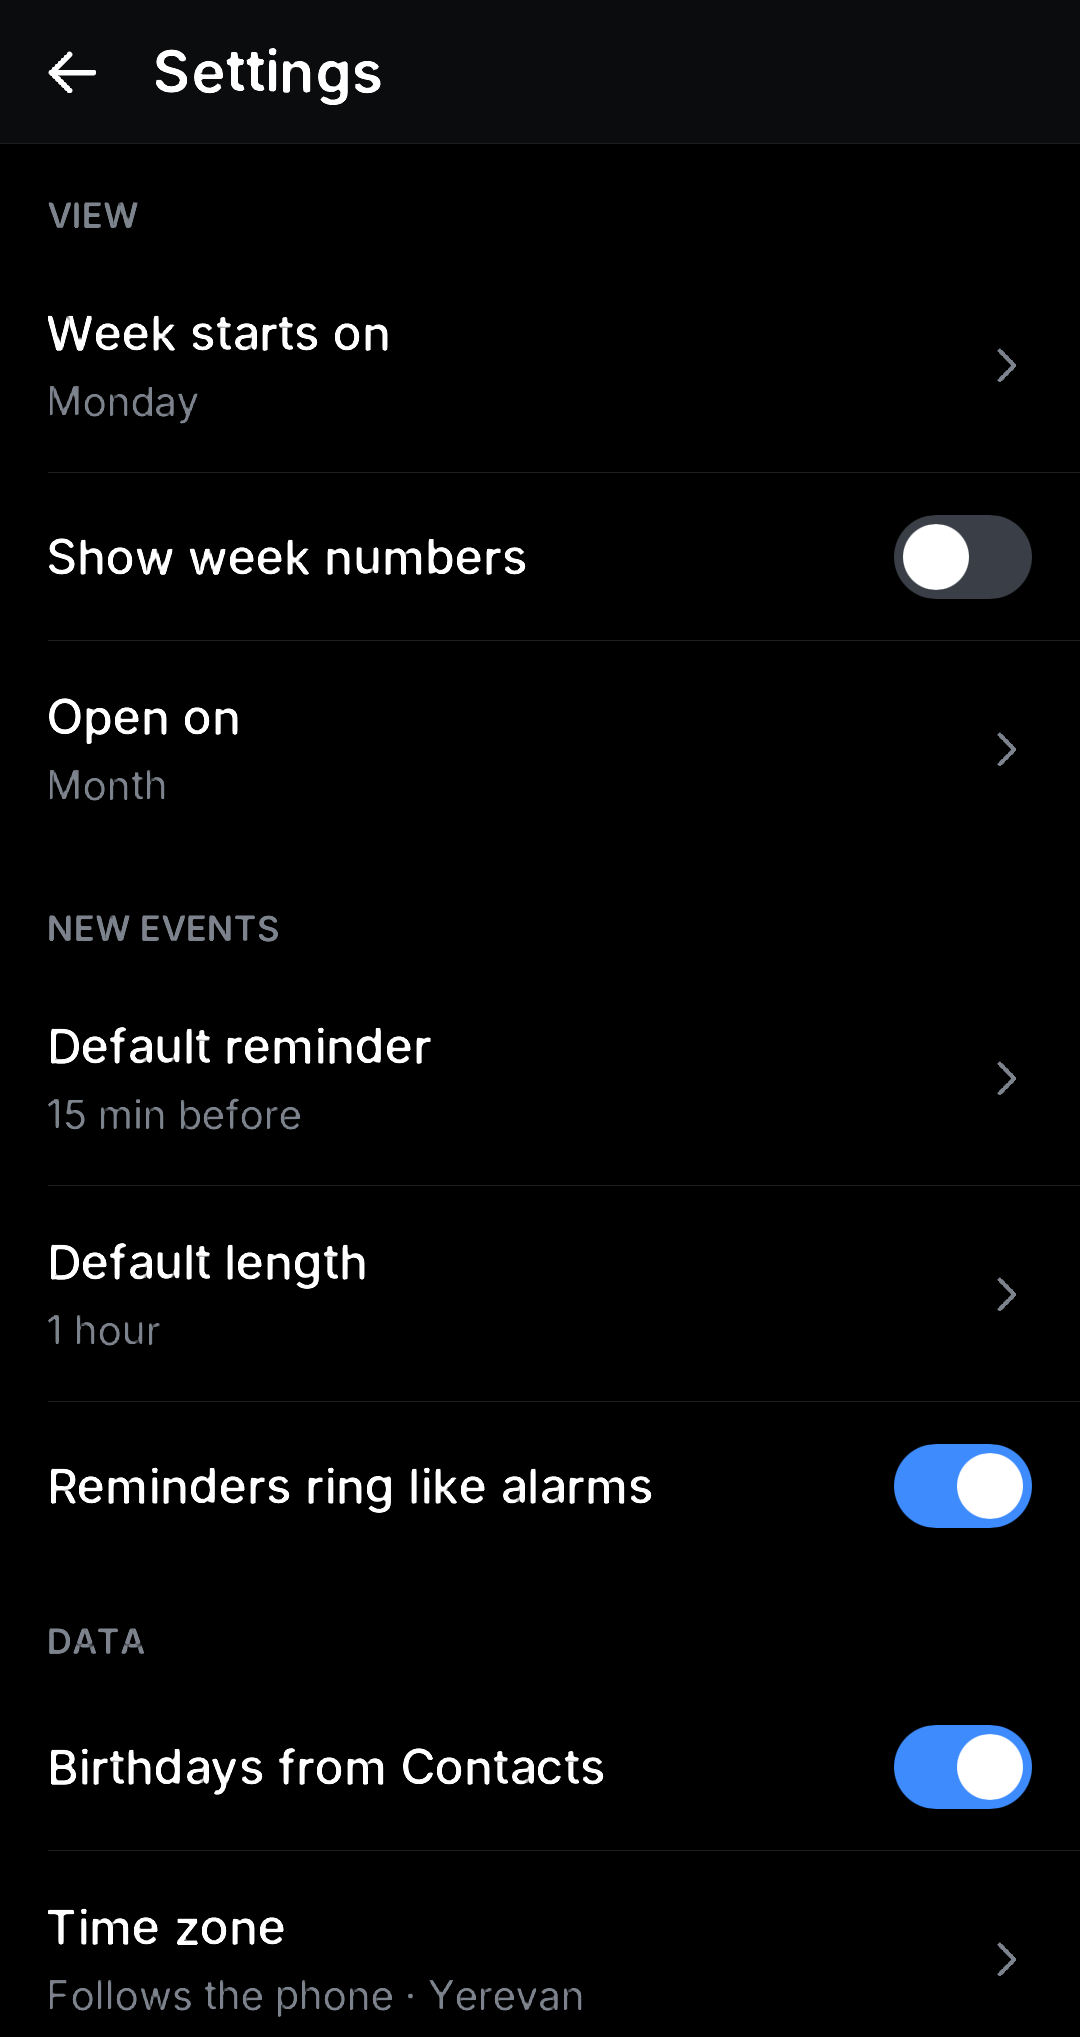 Settings
VIEW
Week starts on
Monday
Show week numbers
Open on
Month
NEW EVENTS
Default reminder
15 min before
Default length
1 hour
Reminders ring like alarms
DATA
Birthdays from Contacts
Time zone
Follows the phone · Yerevan